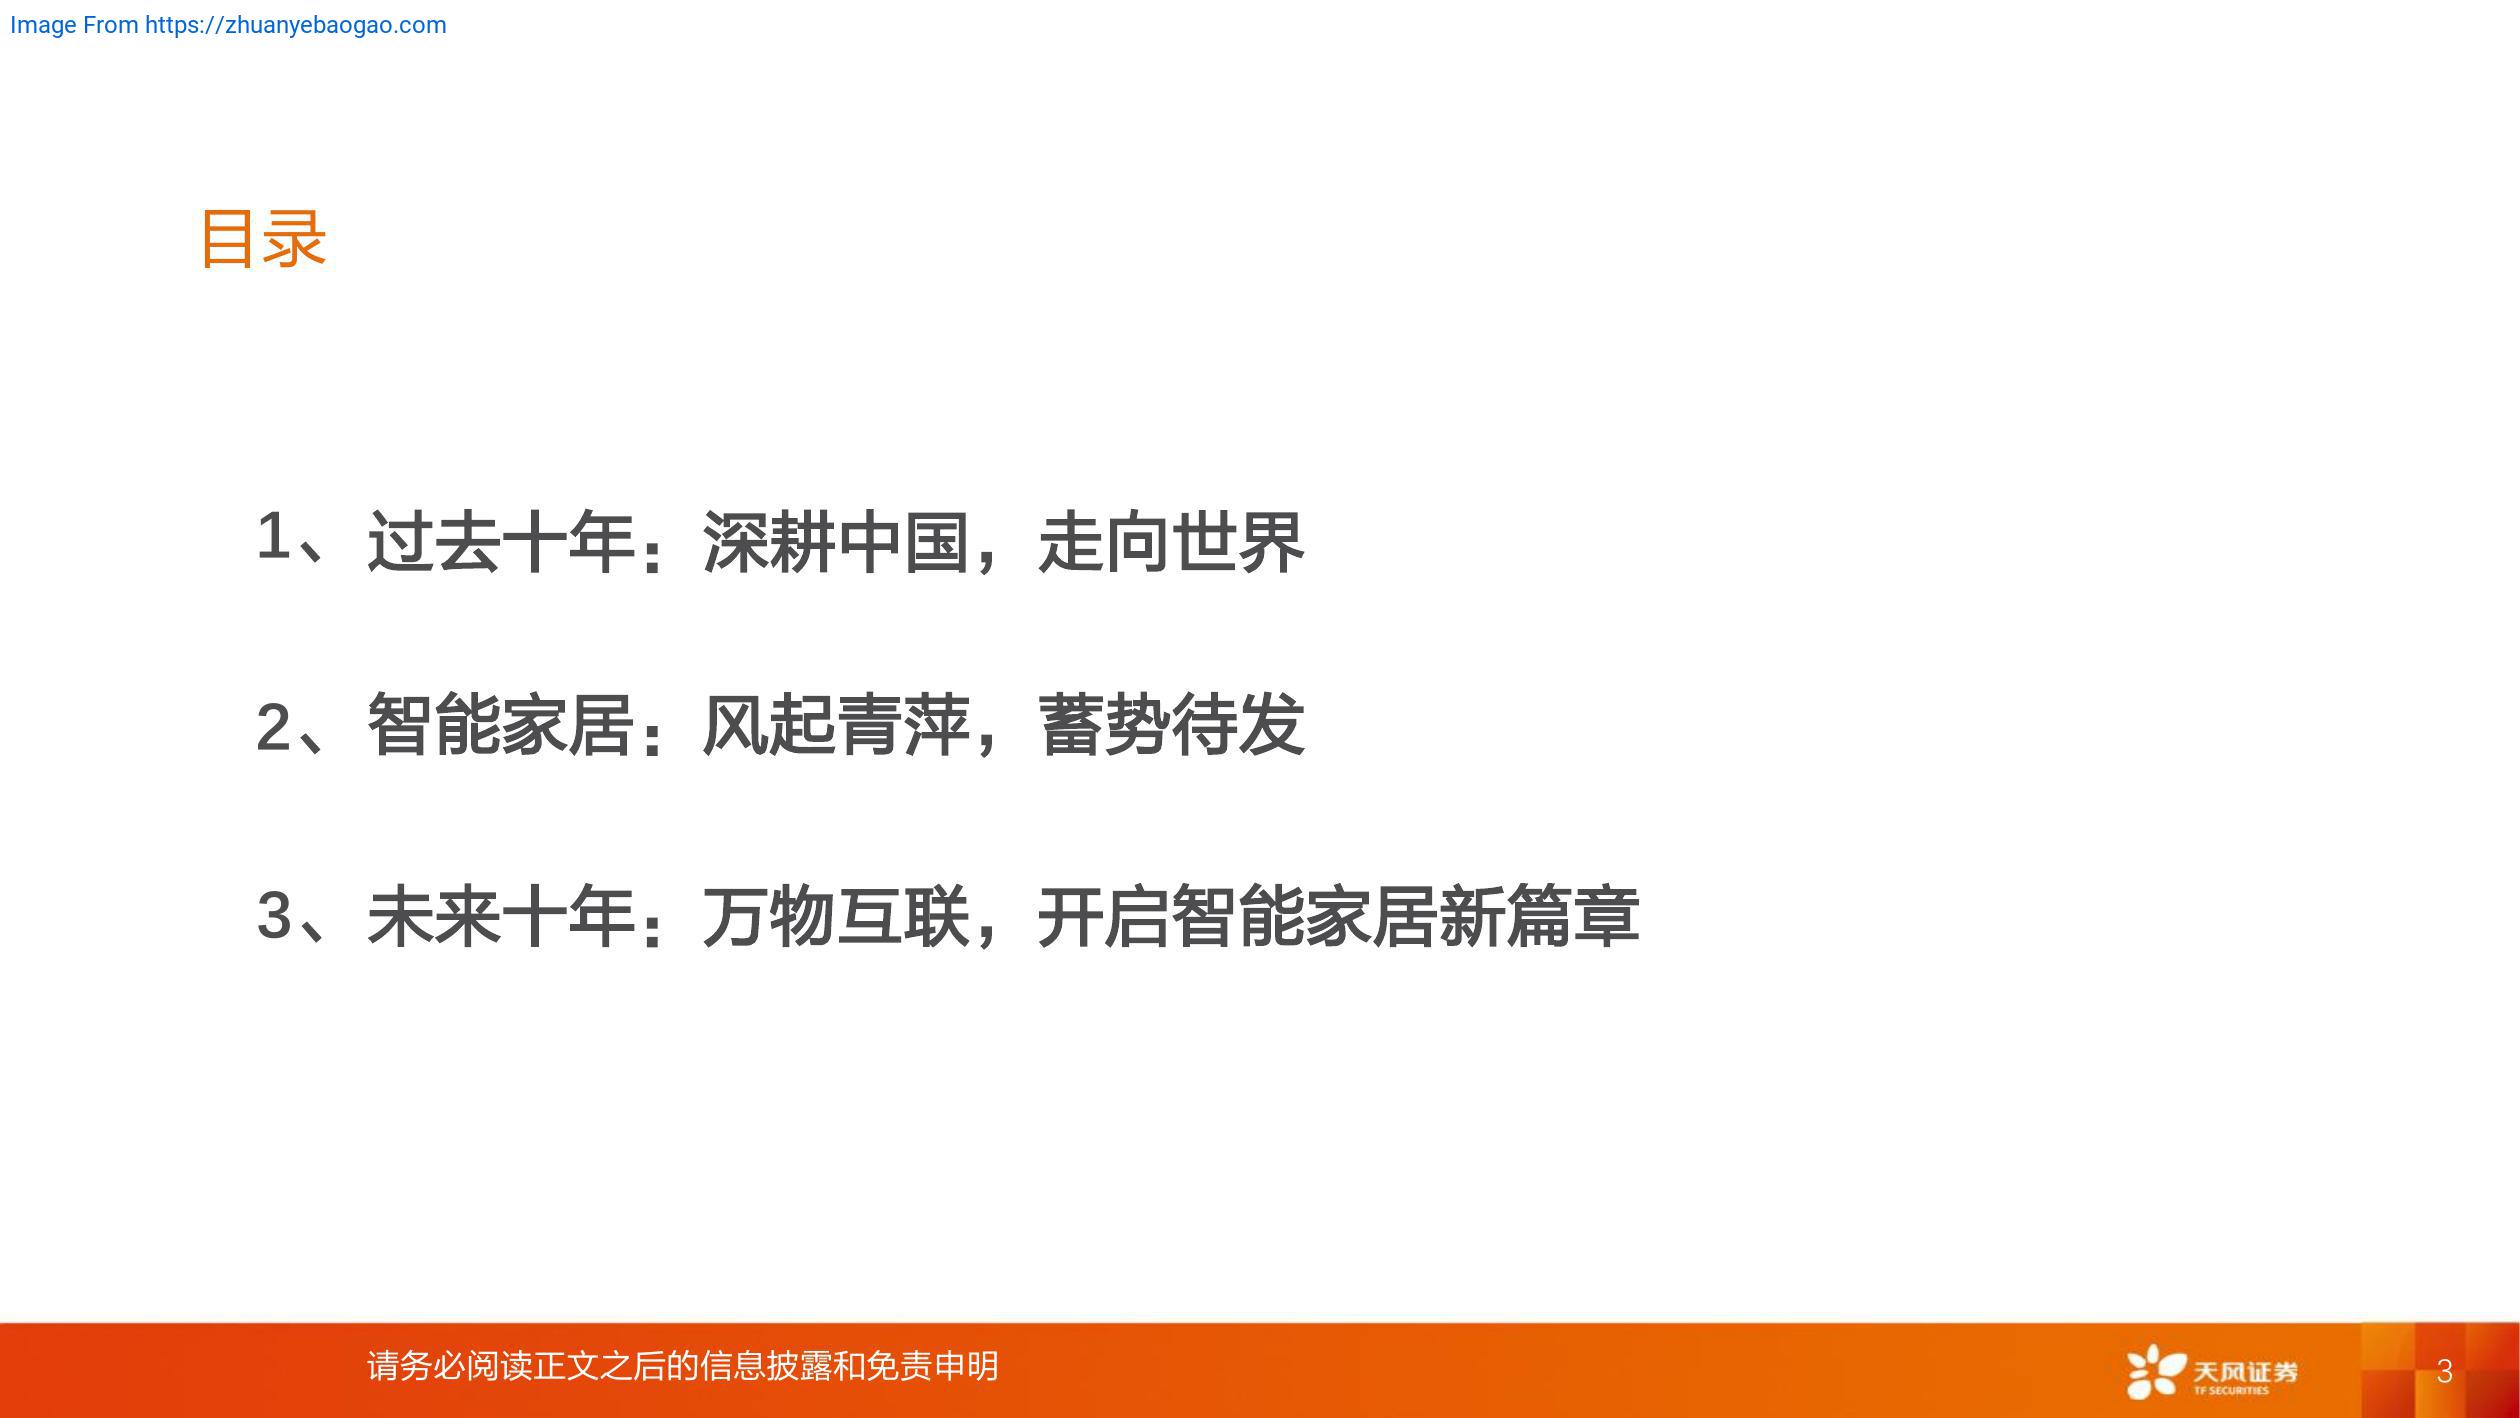 Image From https://zhuanyebaogao.com
目录
1、过去十年：深耕中国，走向世界
2、智能家居：风起青萍，蓄势待发
3、未来十年：万物互联，开启智能家居新篇章
请务必阅读正文之后的信息披露和免责申明
天风证券
TF SECURITIES
3